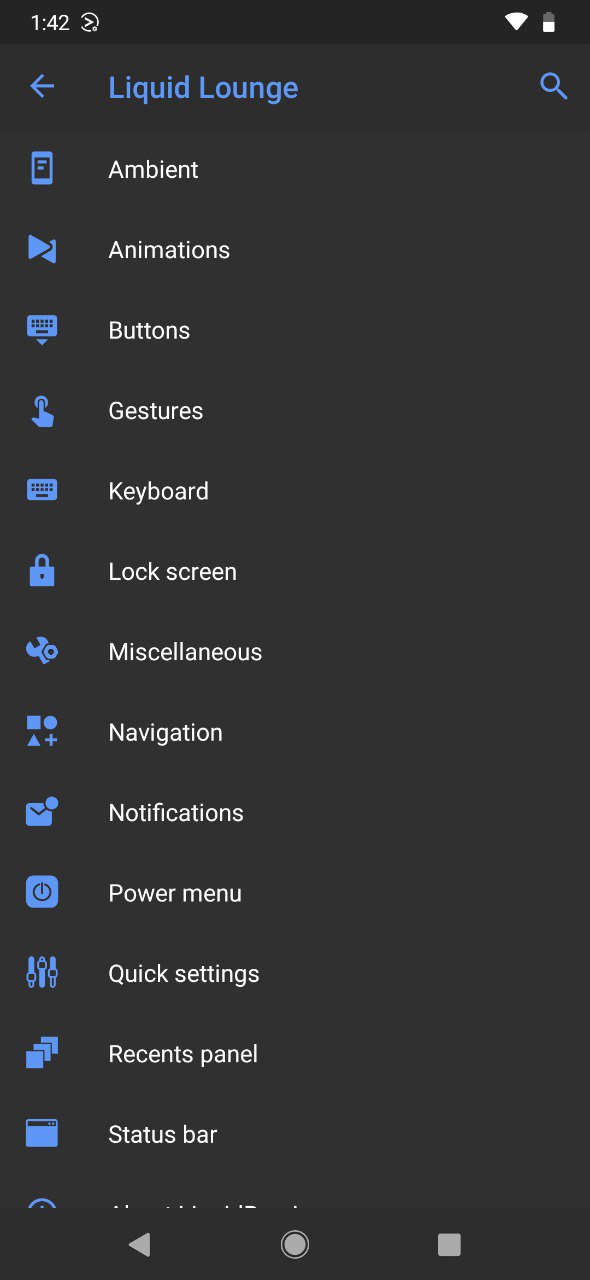 1:42
Liquid Lounge
Ambient
Animations
Buttons
Gestures
Keyboard
Lock screen
Miscellaneous
Navigation
Notifications
Power menu
Quick settings
Recents panel
Status bar